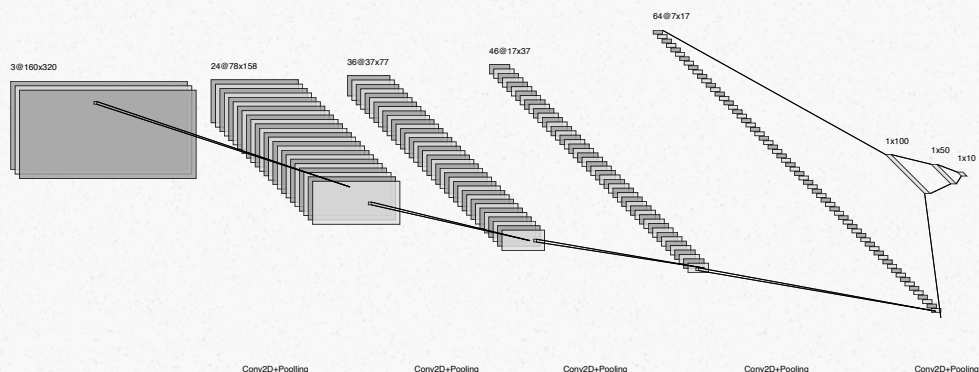 64@7x17
46@17x37
3@160x320
24@78x158
36@37x77
1x100
1x50
1x10
Conv2D+Poolling
Conv2D+Pooling
Conv2D+Pooling
Conv2D+Pooling
Conv2D+Pooling